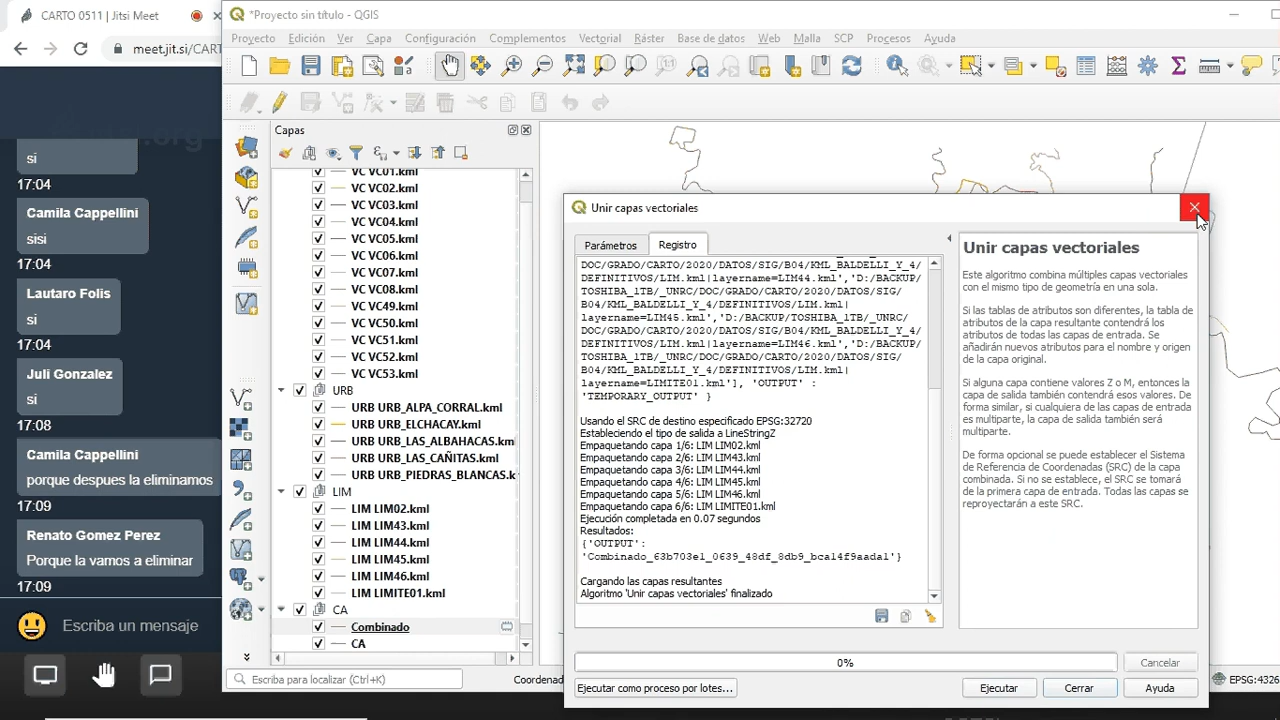 CARTO 0511 | Jitsi Meet
meet.jit.si/CART
si
17:04
Camila Cappellini
sisi
17:04
Lautaro Folis
si
17:04
Juli Gonzalez
si
17:08
Camila Cappellini
porque despues la eliminamos
17:09
Renato Gomez Perez
Porque la vamos a eliminar
17:09
Escriba un mensaje
*Proyecto sin título - QGIS
Proyecto Edición Ver Capa Configuración Complementos Vectorial Ráster Base de datos Web Malla SCP Procesos Ayuda
Capas
VC VC01.kml
VC VC02.kml
VC VC03.kml
VC VC04.kml
VC VC05.kml
VC VC06.kml
VC VC07.kml
VC VC08.kml
VC VC49.kml
VC VC50.kml
VC VC51.kml
VC VC52.kml
VC VC53.kml
URB
URB URB_ALPA_CORRAL.kml
URB URB_ELCHACAY.kml
URB URB_LAS_ALBAHACAS.kml
URB URB_LAS_CAÑITAS.kml
URB URB_PIEDRAS_BLANCAS.k
LIM
LIM LIM02.kml
LIM LIM43.kml
LIM LIM44.kml
LIM LIM45.kml
LIM LIM46.kml
LIM LIMITE01.kml
CA
Combinado
CA
Escriba para localizar (Ctrl+K)
Coordenad
EPSG:4326
Unir capas vectoriales
Parámetros Registro
DOC/GRADO/CARTO/2020/DATOS/SIG/B04/KML_BALDELLI_Y_4/
DEFINITIVOS/LIM.kml|layername=LIM44.kml','D:/BACKUP/
TOSHIBA_1TB/_UNRC/DOC/GRADO/CARTO/2020/DATOS/SIG/
B04/KML_BALDELLI_Y_4/DEFINITIVOS/LIM.kml|
layername=LIM45.kml','D:/BACKUP/TOSHIBA_1TB/_UNRC/
DOC/GRADO/CARTO/2020/DATOS/SIG/B04/KML_BALDELLI_Y_4/
DEFINITIVOS/LIM.kml|layername=LIM46.kml','D:/BACKUP/
TOSHIBA_1TB/_UNRC/DOC/GRADO/CARTO/2020/DATOS/SIG/
B04/KML_BALDELLI_Y_4/DEFINITIVOS/LIM.kml|
layername=LIMITE01.kml'], 'OUTPUT' :
'TEMPORARY_OUTPUT' }
Usando el SRC de destino especificado EPSG:32720
Estableciendo el tipo de salida a LineStringZ
Empaquetando capa 1/6: LIM LIM02.kml
Empaquetando capa 2/6: LIM LIM43.kml
Empaquetando capa 3/6: LIM LIM44.kml
Empaquetando capa 4/6: LIM LIM45.kml
Empaquetando capa 5/6: LIM LIM46.kml
Empaquetando capa 6/6: LIM LIMITE01.kml
Ejecución completada en 0.07 segundos
Resultados:
{'OUTPUT':
'Combinado_63b703e1_0639_48df_8db9_bca14f9aada1'}
Cargando las capas resultantes
Algoritmo 'Unir capas vectoriales' finalizado
Unir capas vectoriales
Este algoritmo combina múltiples capas vectoriales
con el mismo tipo de geometría en una sola.
Si las tablas de atributos son diferentes, la tabla de
atributos de la capa resultante contendrá los
atributos de todas las capas de entrada. Se
añadirán nuevos atributos para el nombre y origen
de la capa original.
Si alguna capa contiene valores Z o M, entonces la
capa de salida también contendrá esos valores. De
forma similar, si cualquiera de las capas de entrada
es multiparte, la capa de salida también será
multiparte.
De forma opcional se puede establecer el Sistema
de Referencia de Coordenadas (SRC) de la capa
combinada. Si no se establece, el SRC se tomará
de la primera capa de entrada. Todas las capas se
reproyectarán a este SRC.
0%
Cancelar
Ejecutar como proceso por lotes... Ejecutar Cerrar Ayuda